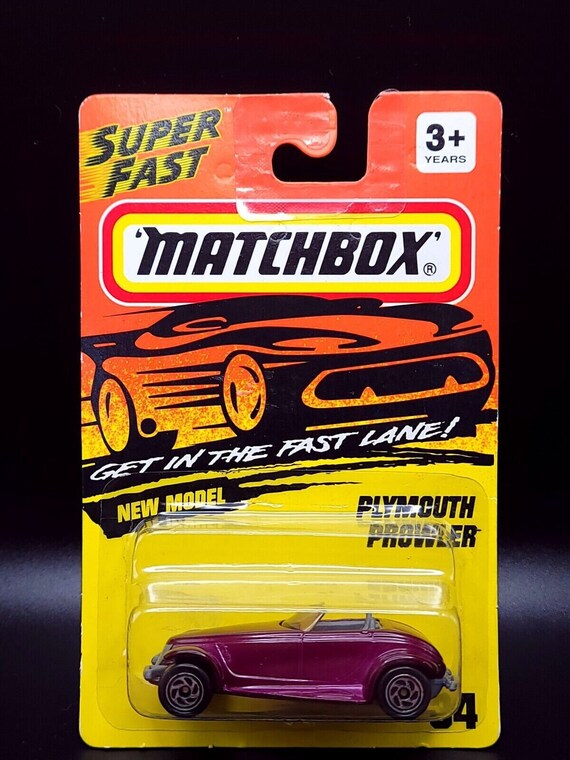 SUPER
FAST
3+
YEARS
'MATCHBOX'®
GET IN THE FAST LANE!
NEW MODEL
PLYMOUTH
PROWLER